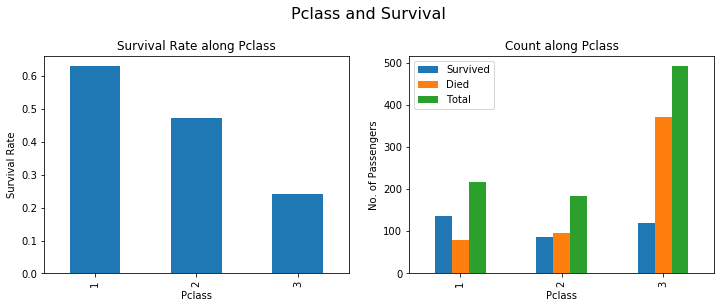 Pclass and Survival
Survival Rate along Pclass
Survival Rate
0.6
0.5
0.4
0.3
0.2
0.1
0.0
1
2
3
Pclass
Count along Pclass
No. of Passengers
500
400
300
200
100
0
Survived
Died
Total
1
2
3
Pclass